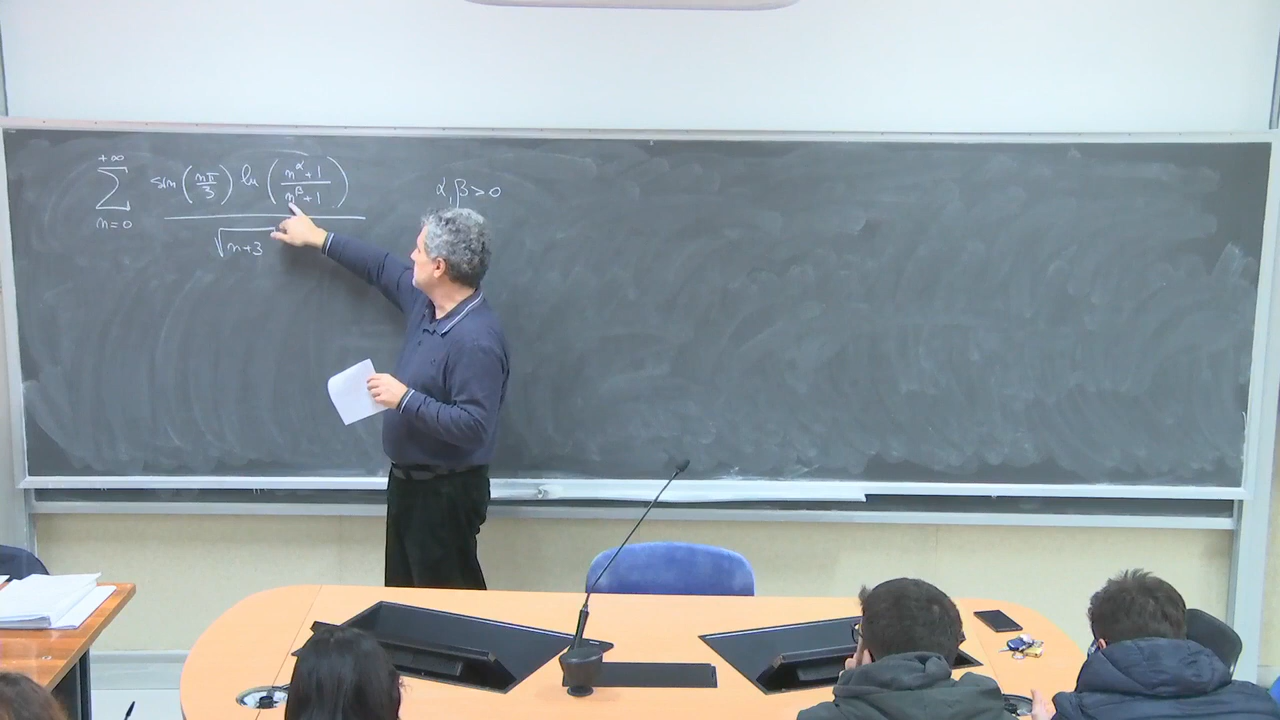 +∞
∑ sin(nπ/3) ln((n^α+1)/(n^β+1)) α,β>0
n=0 √n+3